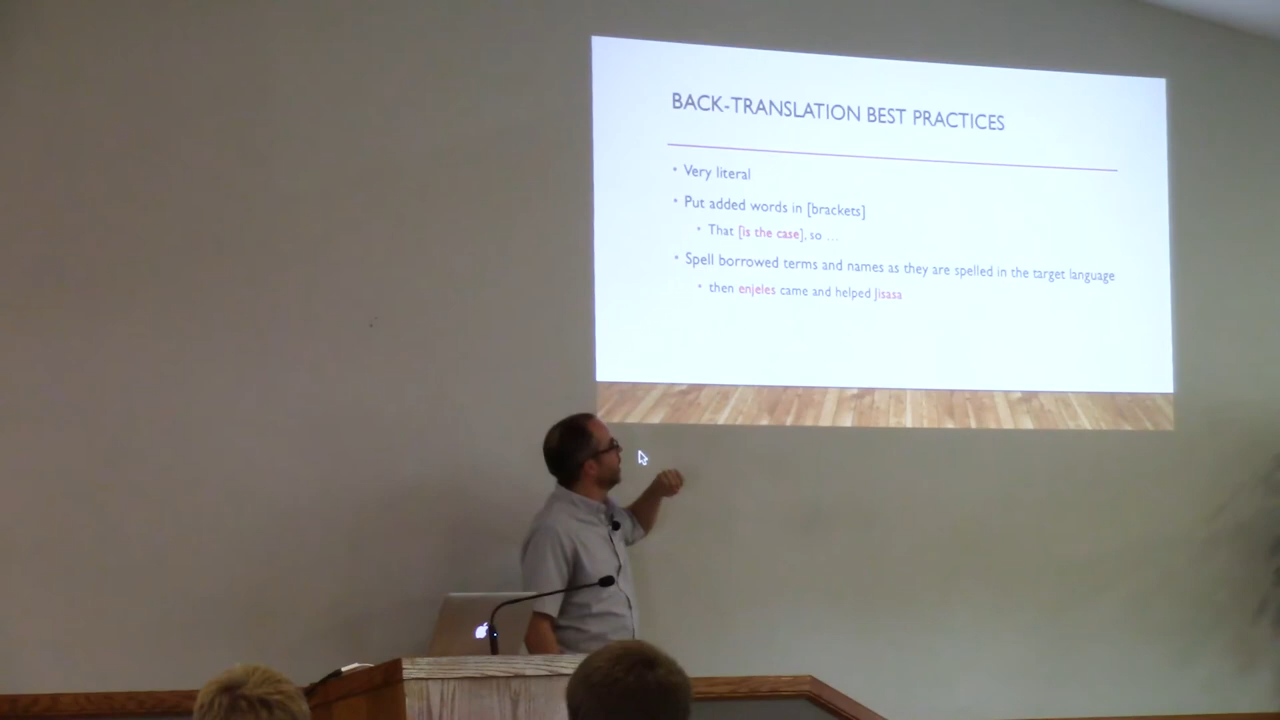 BACK-TRANSLATION BEST PRACTICES
• Very literal
• Put added words in [brackets]
• That [is the case], so …
• Spell borrowed terms and names as they are spelled in the target language
• then enjeles came and helped Jisasa